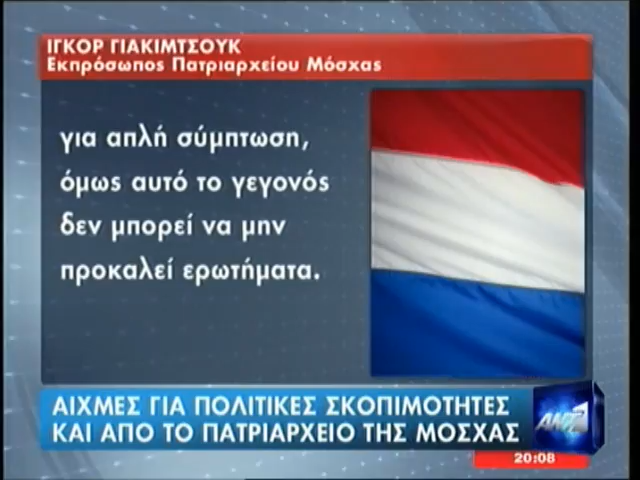 ΙΓΚΟΡ ΓΙΑΚΙΜΤΣΟΥΚ
Εκπρόσωπος Πατριαρχείου Μόσχας
για απλή σύμπτωση,
όμως αυτό το γεγονός
δεν μπορεί να μην
προκαλεί ερωτήματα.
ΑΙΧΜΕΣ ΓΙΑ ΠΟΛΙΤΙΚΕΣ ΣΚΟΠΙΜΟΤΗΤΕΣ
ΚΑΙ ΑΠΟ ΤΟ ΠΑΤΡΙΑΡΧΕΙΟ ΤΗΣ ΜΟΣΧΑΣ
ΑΝΤ1
20:08